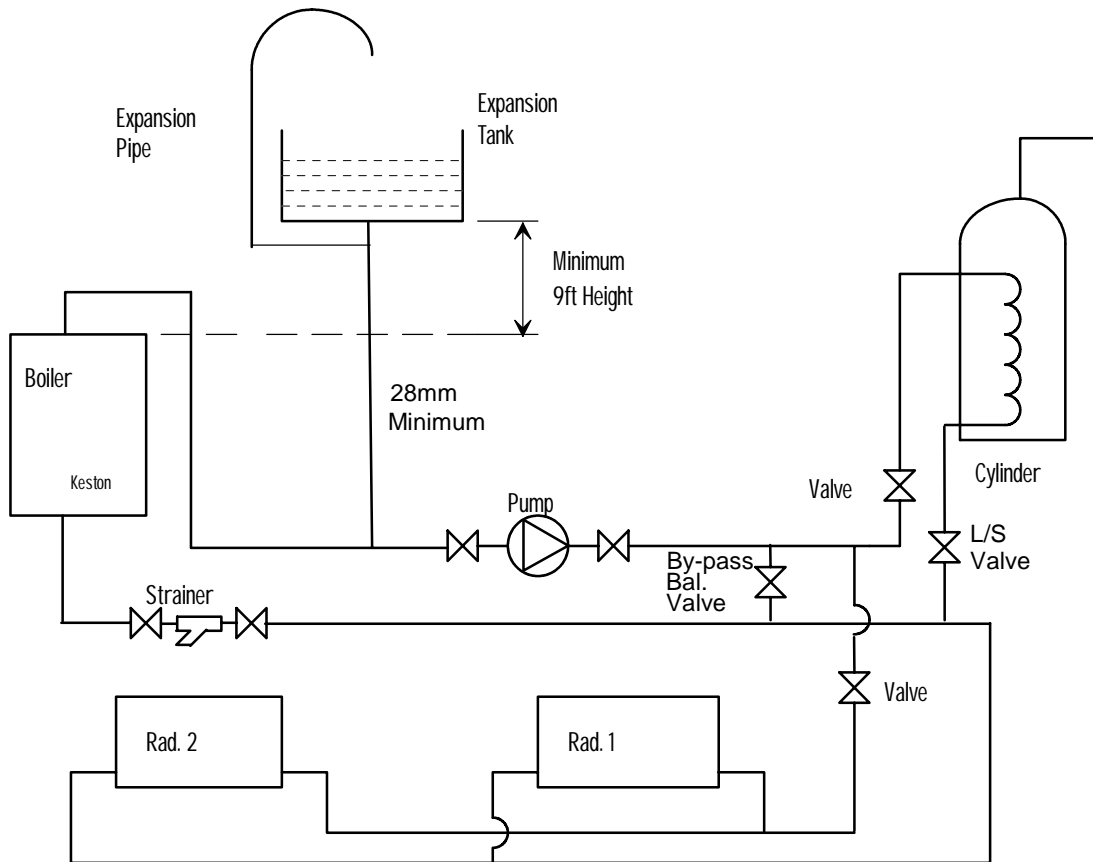 Expansion
Pipe
Expansion
Tank
Minimum
9ft Height
Boiler
28mm
Minimum
Keston
Cylinder
Valve
Pump
L/S
Valve
By-pass
Bal.
Valve
Strainer
Valve
Rad. 2
Rad. 1